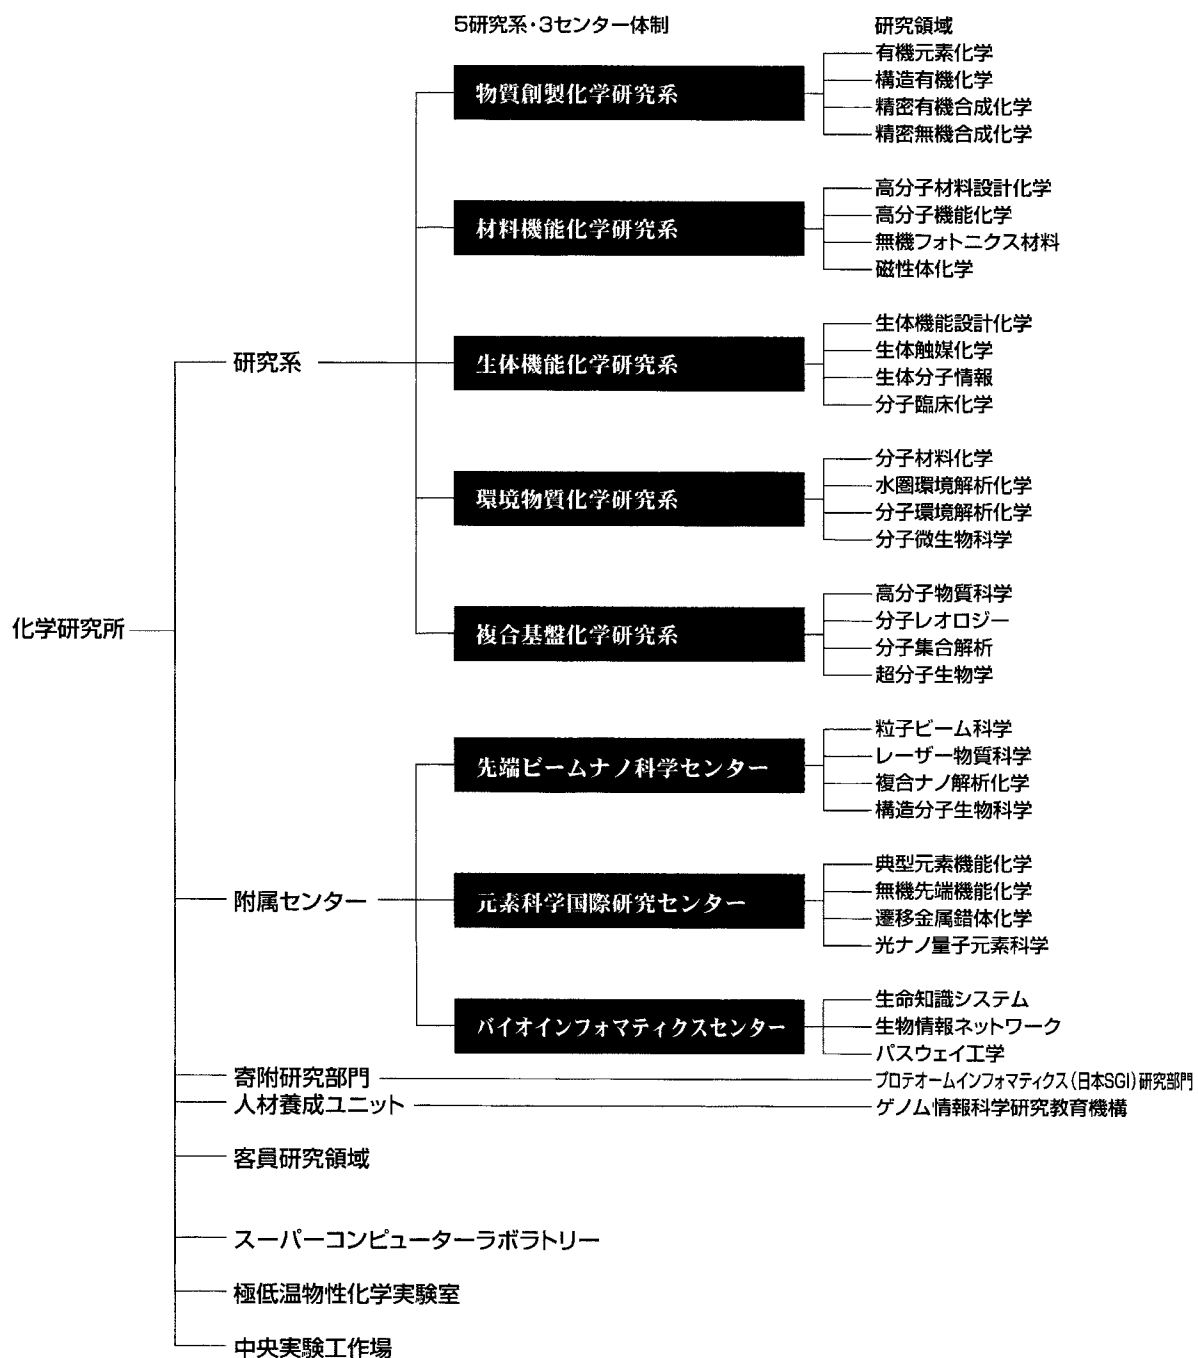 5研究系・3センター体制
研究領域
化学研究所
研究系
物質創製化学研究系
有機元素化学
構造有機化学
精密有機合成化学
精密無機合成化学
材料機能化学研究系
高分子材料設計化学
高分子機能化学
無機フォトニクス材料
磁性体化学
生体機能化学研究系
生体機能設計化学
生体触媒化学
生体分子情報
分子臨床化学
環境物質化学研究系
分子材料化学
水圏環境解析化学
分子環境解析化学
分子微生物科学
複合基盤化学研究系
高分子物質科学
分子レオロジー
分子集合解析
超分子生物学
附属センター
先端ビームナノ科学センター
粒子ビーム科学
レーザー物質科学
複合ナノ解析化学
構造分子生物科学
元素科学国際研究センター
典型元素機能化学
無機先端機能化学
遷移金属錯体化学
光ナノ量子元素科学
バイオインフォマティクスセンター
生命知識システム
生物情報ネットワーク
パスウェイ工学
寄附研究部門
プロテオームインフォマティクス(日本SGI)研究部門
人材養成ユニット
ゲノム情報科学研究教育機構
客員研究領域
スーパーコンピューターラボラトリー
極低温物性化学実験室
中央実験工作場